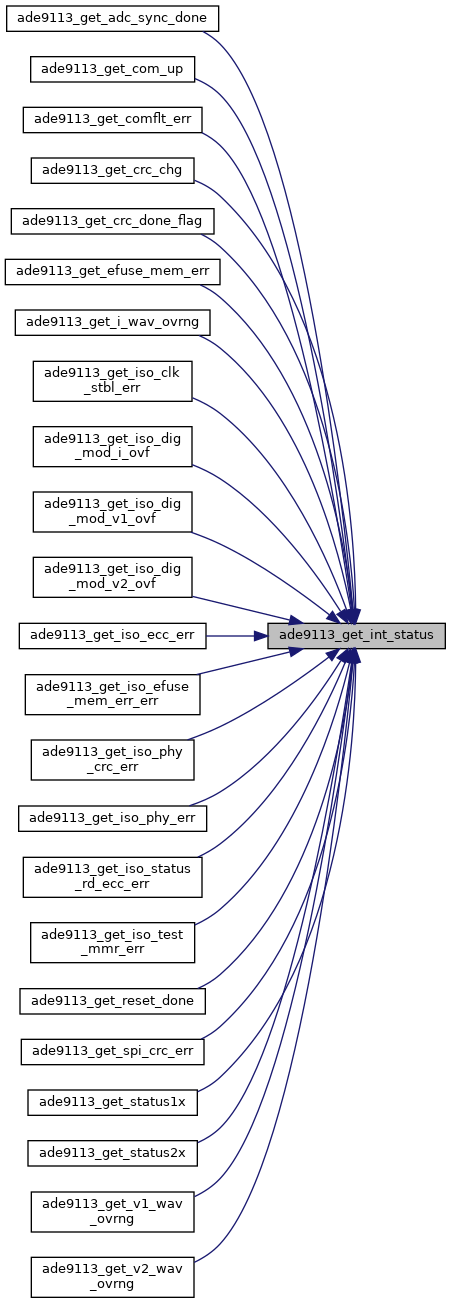 ade9113_get_adc_sync_done
ade9113_get_com_up
ade9113_get_comflt_err
ade9113_get_crc_chg
ade9113_get_crc_done_flag
ade9113_get_efuse_mem_err
ade9113_get_i_wav_ovrng
ade9113_get_iso_clk
_stbl_err
ade9113_get_iso_dig
_mod_i_ovf
ade9113_get_iso_dig
_mod_v1_ovf
ade9113_get_iso_dig
_mod_v2_ovf
ade9113_get_iso_ecc_err
ade9113_get_int_status
ade9113_get_iso_efuse
_mem_err_err
ade9113_get_iso_phy
_crc_err
ade9113_get_iso_phy_err
ade9113_get_iso_status
_rd_ecc_err
ade9113_get_iso_test
_mmr_err
ade9113_get_reset_done
ade9113_get_spi_crc_err
ade9113_get_status1x
ade9113_get_status2x
ade9113_get_v1_wav
_ovrng
ade9113_get_v2_wav
_ovrng